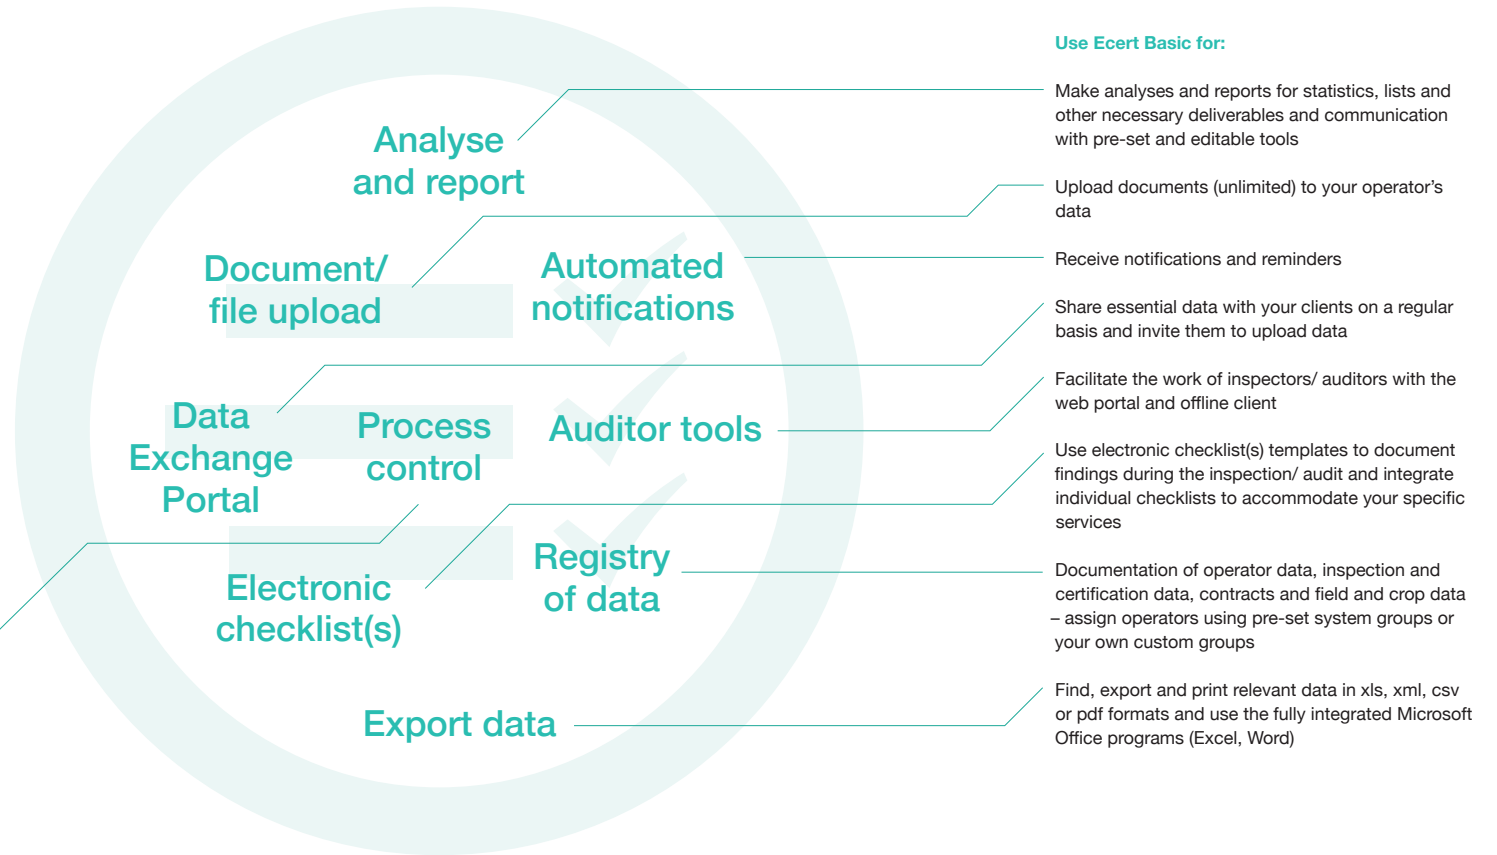 Use Ecert Basic for:
Analyse
and report
Make analyses and reports for statistics, lists and
other necessary deliverables and communication
with pre-set and editable tools
Document/
file upload
Upload documents (unlimited) to your operator’s
data
Automated
notifications
Receive notifications and reminders
Data
Exchange
Portal
Share essential data with your clients on a regular
basis and invite them to upload data
Process
control
Auditor tools
Facilitate the work of inspectors/ auditors with the
web portal and offline client
Electronic
checklist(s)
Use electronic checklist(s) templates to document
findings during the inspection/ audit and integrate
individual checklists to accommodate your specific
services
Registry
of data
Documentation of operator data, inspection and
certification data, contracts and field and crop data
– assign operators using pre-set system groups or
your own custom groups
Export data
Find, export and print relevant data in xls, xml, csv
or pdf formats and use the fully integrated Microsoft
Office programs (Excel, Word)